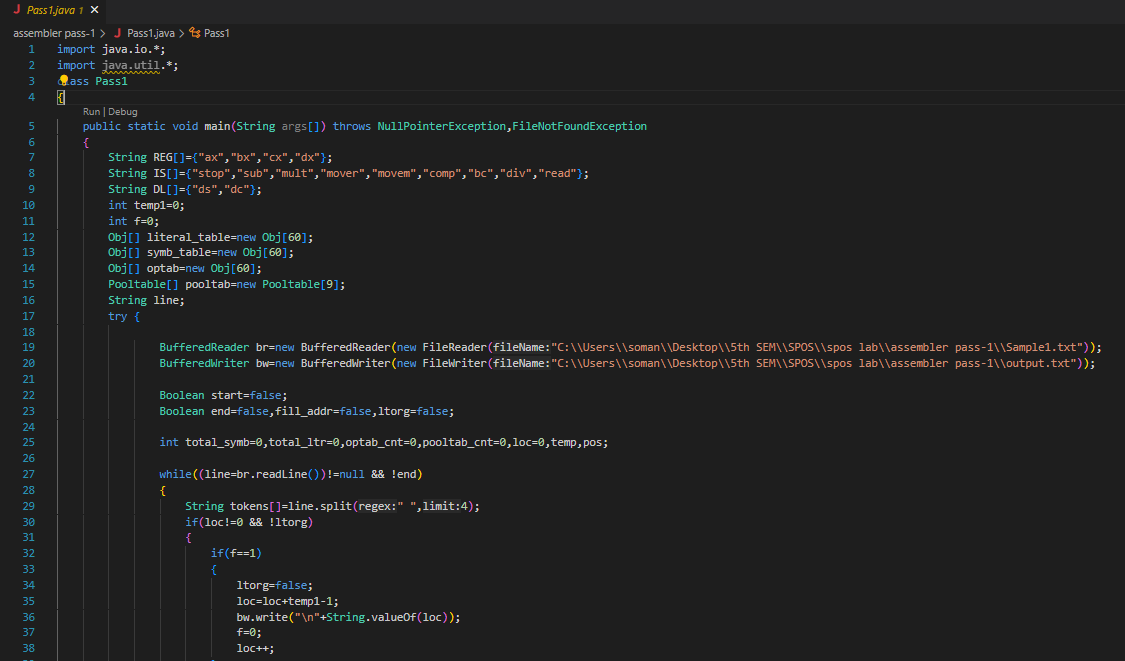 J Pass1.java 1 ×
assembler pass-1 > J Pass1.java > Pass1
1 import java.io.*;
2 import java.util.*;
3 class Pass1
4 {
Run | Debug
5 public static void main(String args[]) throws NullPointerException,FileNotFoundException
6 {
7 String REG[]={"ax","bx","cx","dx"};
8 String IS[]={"stop","sub","mult","mover","movem","comp","bc","div","read"};
9 String DL[]={"ds","dc"};
10 int temp1=0;
11 int f=0;
12 Obj[] literal_table=new Obj[60];
13 Obj[] symb_table=new Obj[60];
14 Obj[] optab=new Obj[60];
15 Pooltable[] pooltab=new Pooltable[9];
16 String line;
17 try {
18
19 BufferedReader br=new BufferedReader(new FileReader(fileName:"C:\\Users\\soman\\Desktop\\5th SEM\\SPOS\\spos lab\\assembler pass-1\\Sample1.txt"));
20 BufferedWriter bw=new BufferedWriter(new FileWriter(fileName:"C:\\Users\\soman\\Desktop\\5th SEM\\SPOS\\spos lab\\assembler pass-1\\output.txt"));
21
22 Boolean start=false;
23 Boolean end=false,fill_addr=false,ltorg=false;
24
25 int total_symb=0,total_ltr=0,optab_cnt=0,pooltab_cnt=0,loc=0,temp,pos;
26
27 while((line=br.readLine())!=null && !end)
28 {
29 String tokens[]=line.split(regex:" ",limit:4);
30 if(loc!=0 && !ltorg)
31 {
32 if(f==1)
33 {
34 ltorg=false;
35 loc=loc+temp1-1;
36 bw.write("\n"+String.valueOf(loc));
37 f=0;
38 loc++;